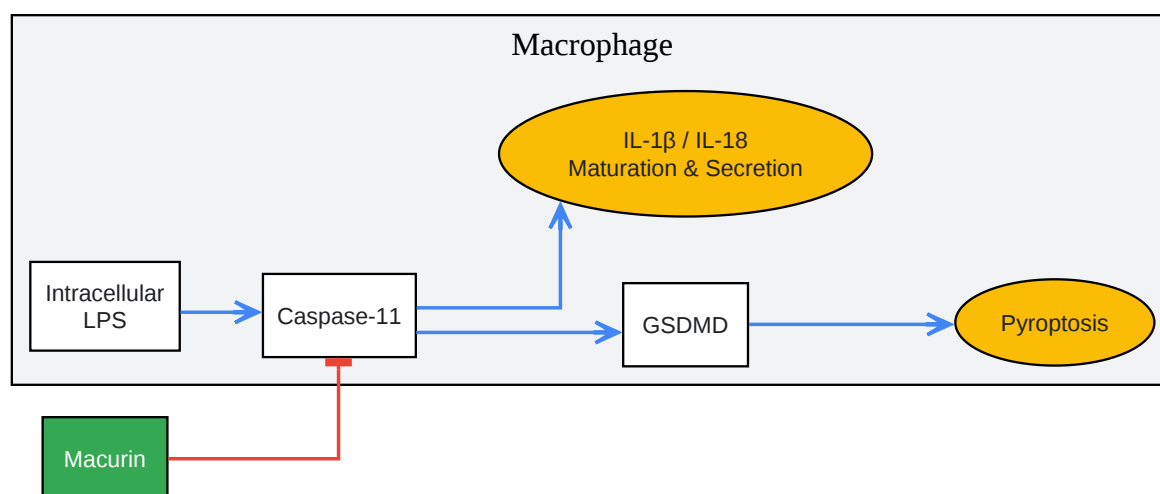 Macrophage
IL-1β / IL-18
Maturation & Secretion
Intracellular
LPS
Caspase-11
GSDMD
Pyroptosis
Macurin